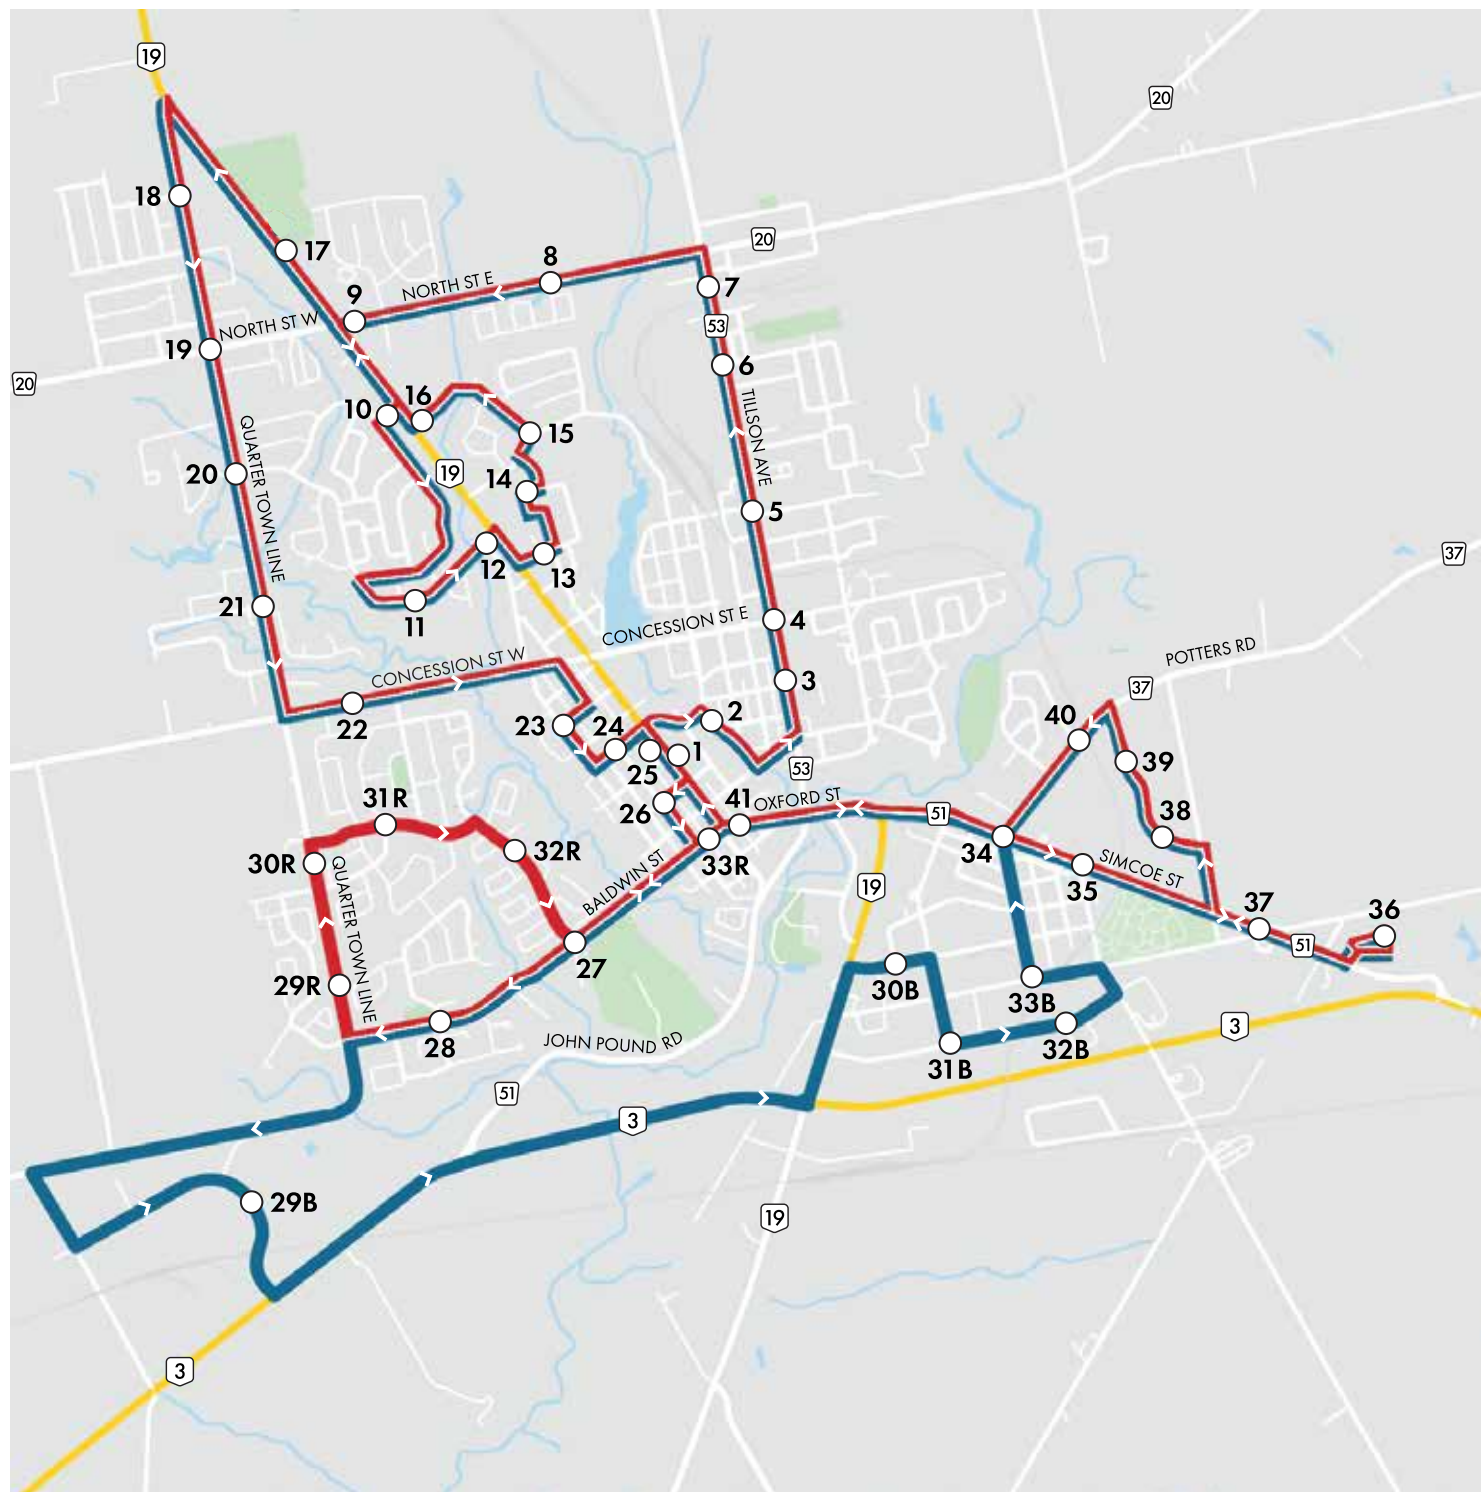 19
20
18
17
20
8
7
9
NORTH ST E
53
NORTH ST W
19
6
20
16
10
TILLSON AVE
15
QUARTER TOWN LINE
19
20
14
5
12
13
37
21
11
4
CONCESSION ST E
POTTERS RD
CONCESSION ST W
3
37
2
40
22
23
24
1
25
39
53
31R
41
OXFORD ST
26
51
38
30R
32R
33R
34
35
SIMCOE ST
QUARTER TOWN LINE
BALDWIN ST
19
37
36
51
27
30B
29R
33B
28
JOHN POUND RD
3
32B
31B
51
3
29B
19
3